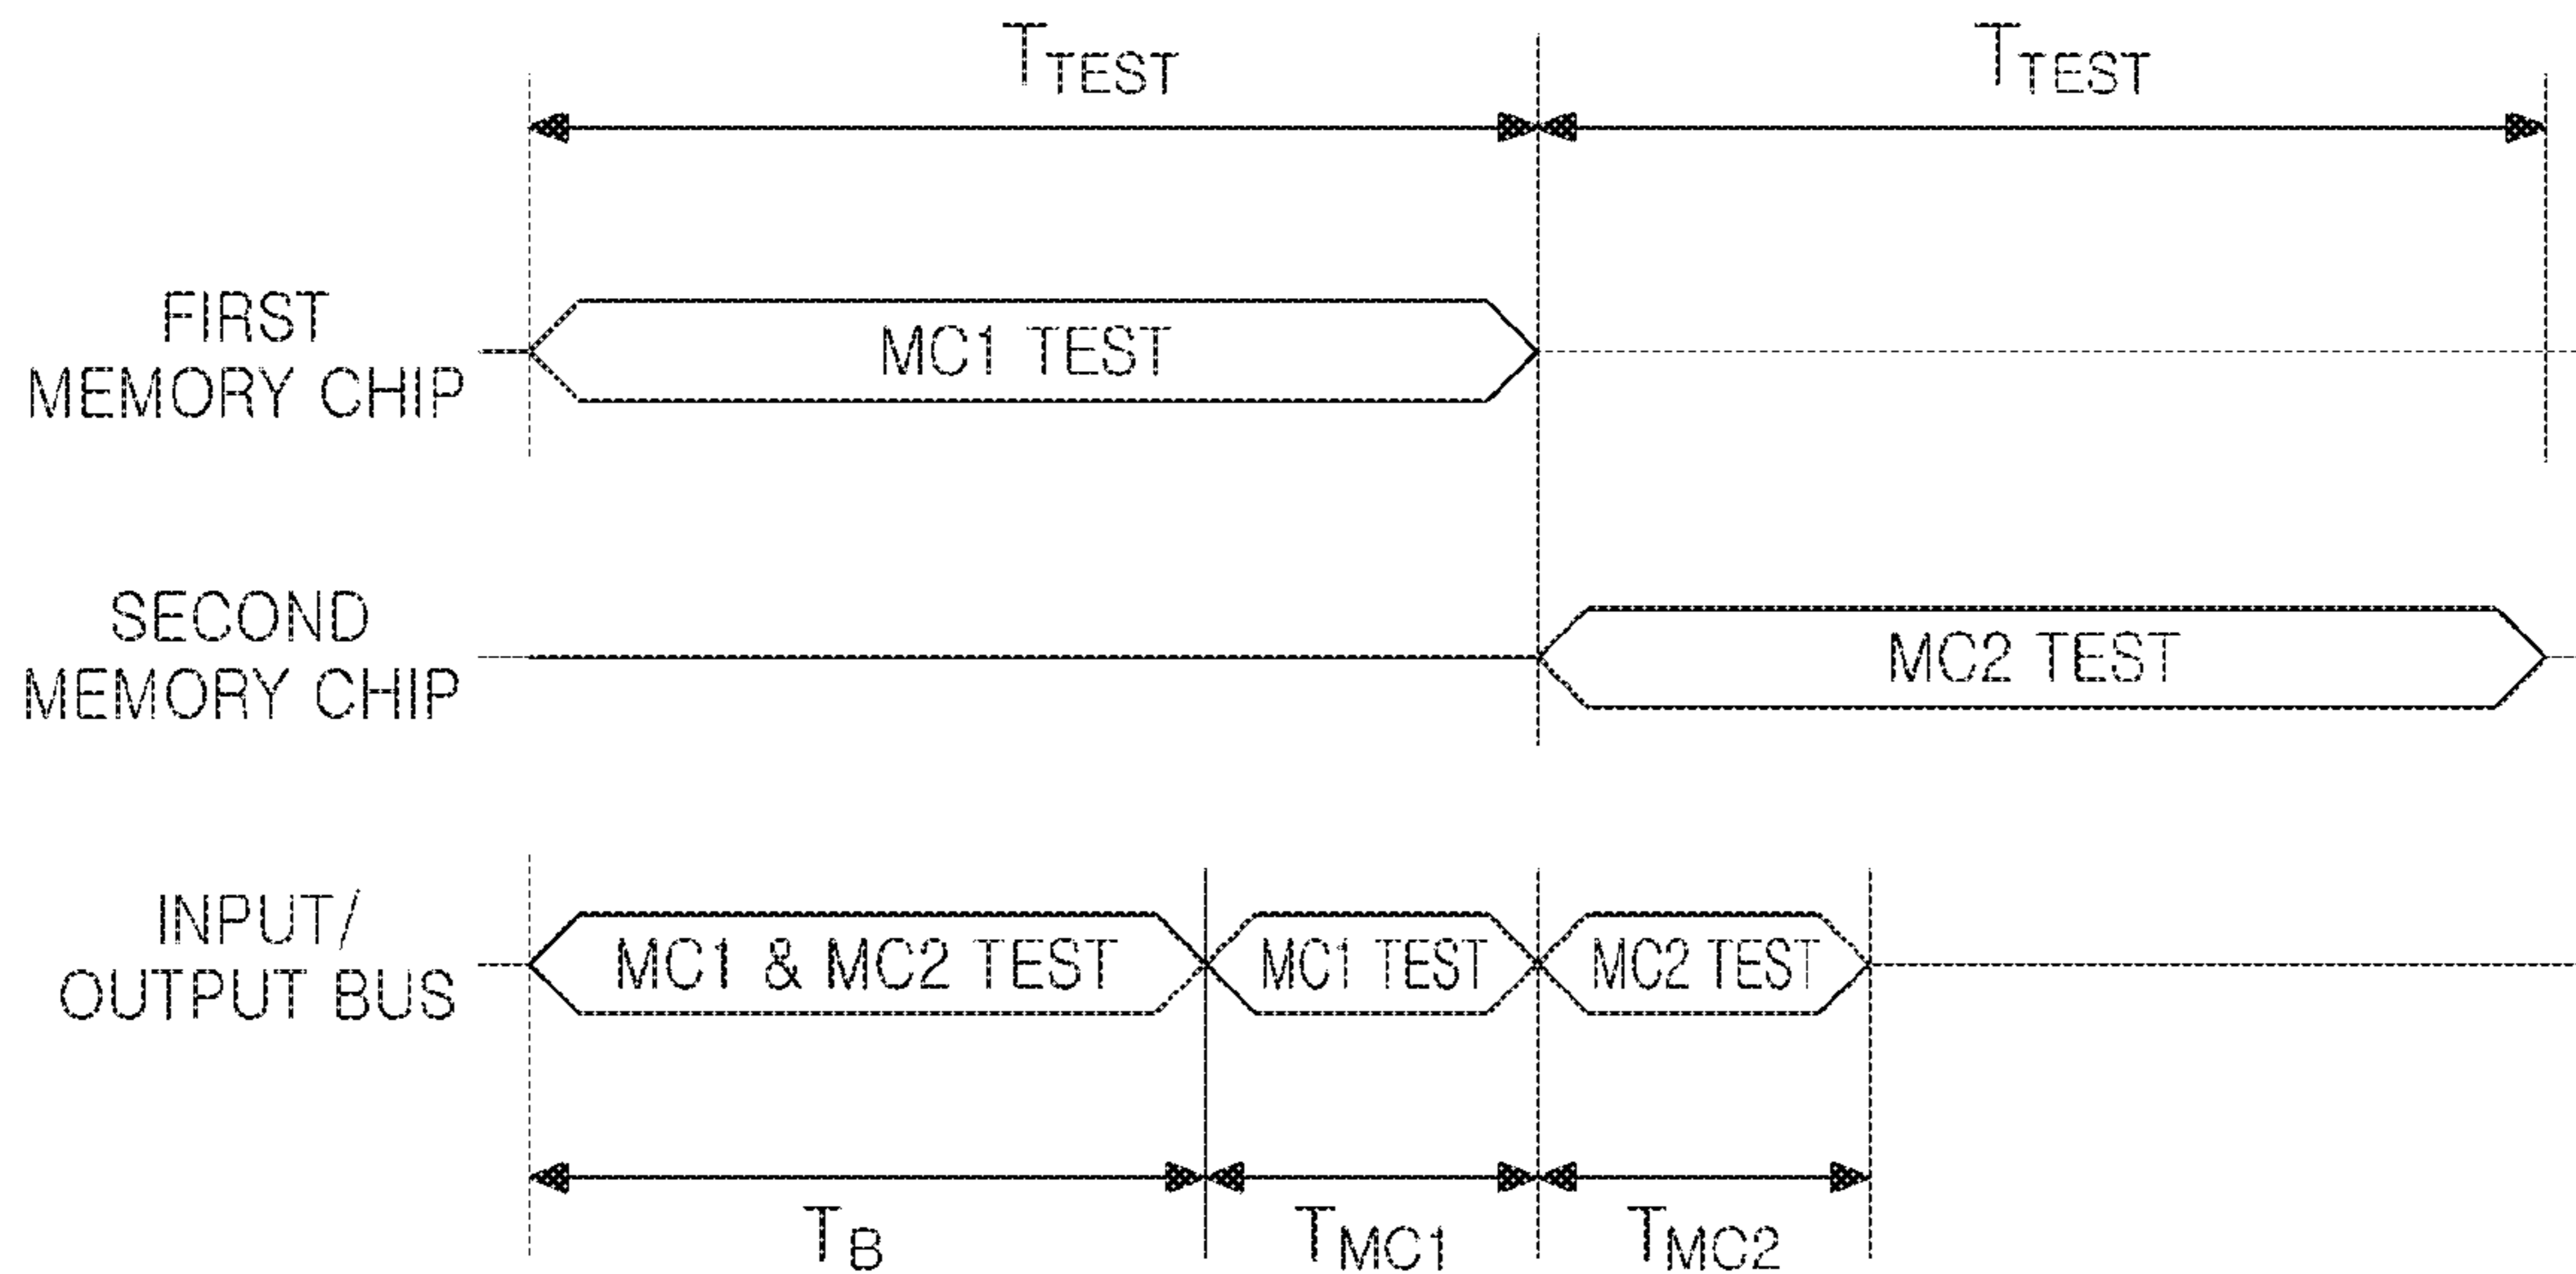 TTEST
TTEST
FIRST
MEMORY CHIP
MC1 TEST
SECOND
MEMORY CHIP
MC2 TEST
INPUT/
OUTPUT BUS
MC1 & MC2 TEST
MC1 TEST
MC2 TEST
TB
TMC1
TMC2